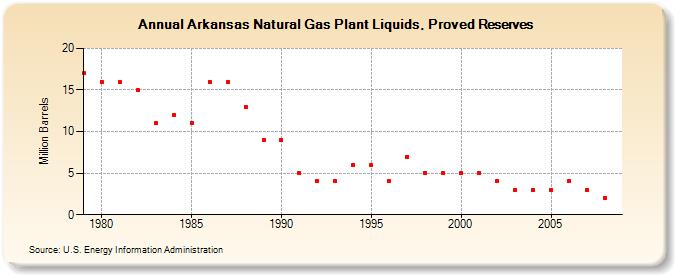 Annual Arkansas Natural Gas Plant Liquids, Proved Reserves
Million Barrels
20
15
10
5
0
1980 1985 1990 1995 2000 2005
Source: U.S. Energy Information Administration